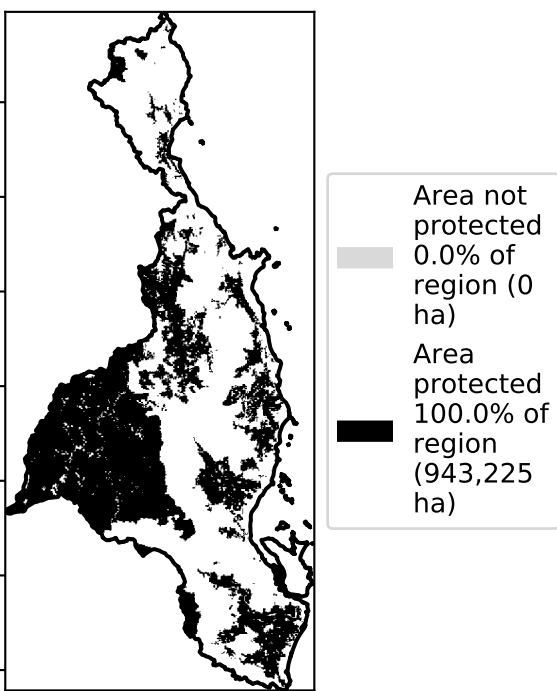 Area not
protected
0.0% of
region (0
ha)
Area
protected
100.0% of
region
(943,225
ha)